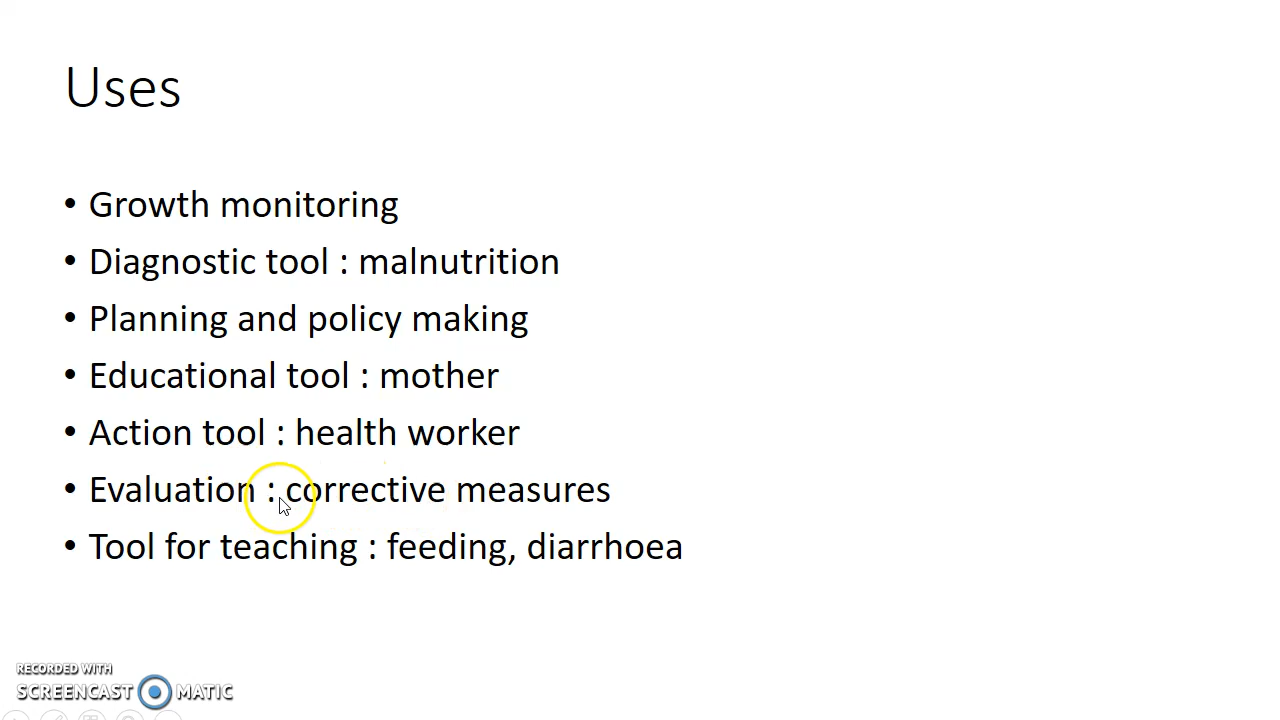 Uses
• Growth monitoring
• Diagnostic tool : malnutrition
• Planning and policy making
• Educational tool : mother
• Action tool : health worker
• Evaluation : corrective measures
• Tool for teaching : feeding, diarrhoea
RECORDED WITH
SCREENCAST MATIC